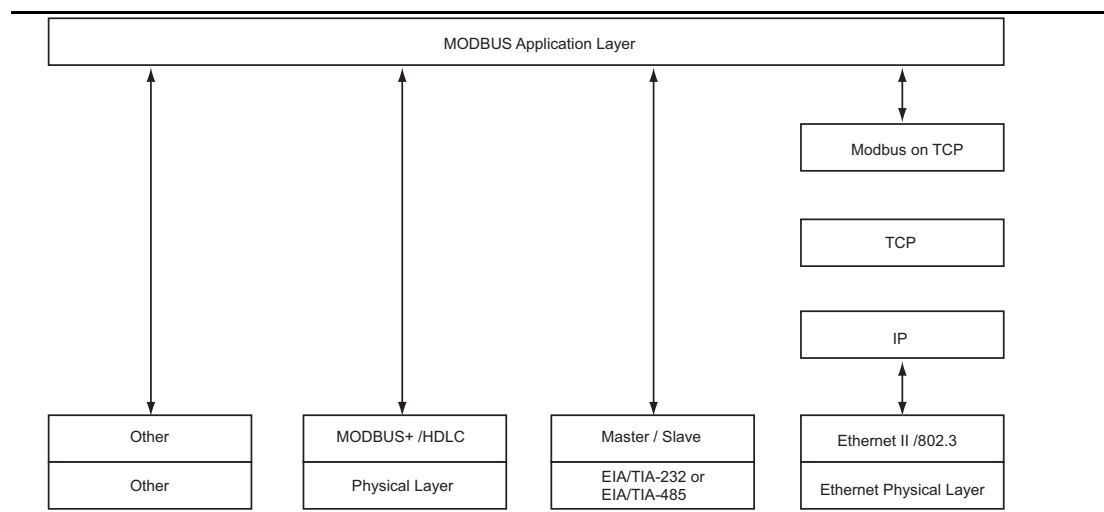 MODBUS Application Layer
Modbus on TCP
TCP
IP
Other
MODBUS+ /HDLC
Master / Slave
Ethernet II /802.3
Other
Physical Layer
EIA/TIA-232 or
EIA/TIA-485
Ethernet Physical Layer